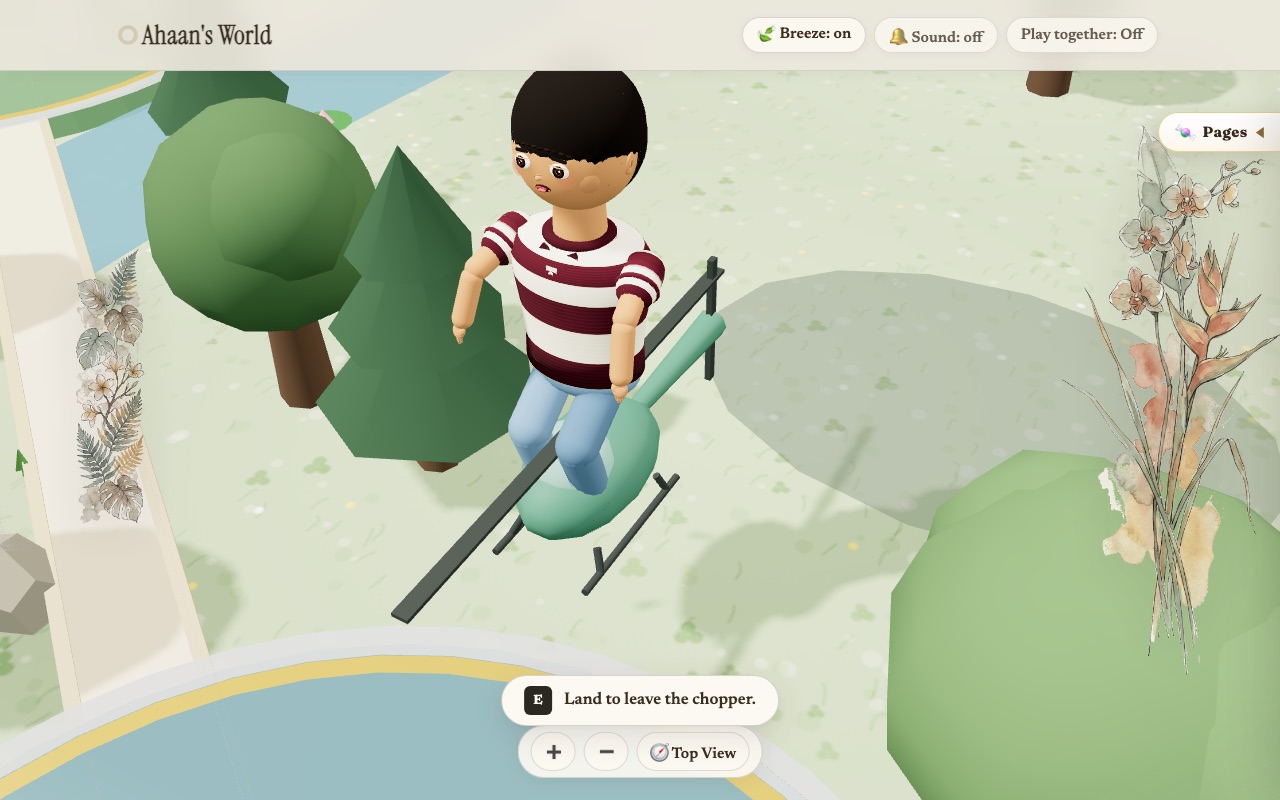 Ahaan's World
Breeze: on
Sound: off
Play together: Off
Pages
E Land to leave the chopper.
+ − Top View